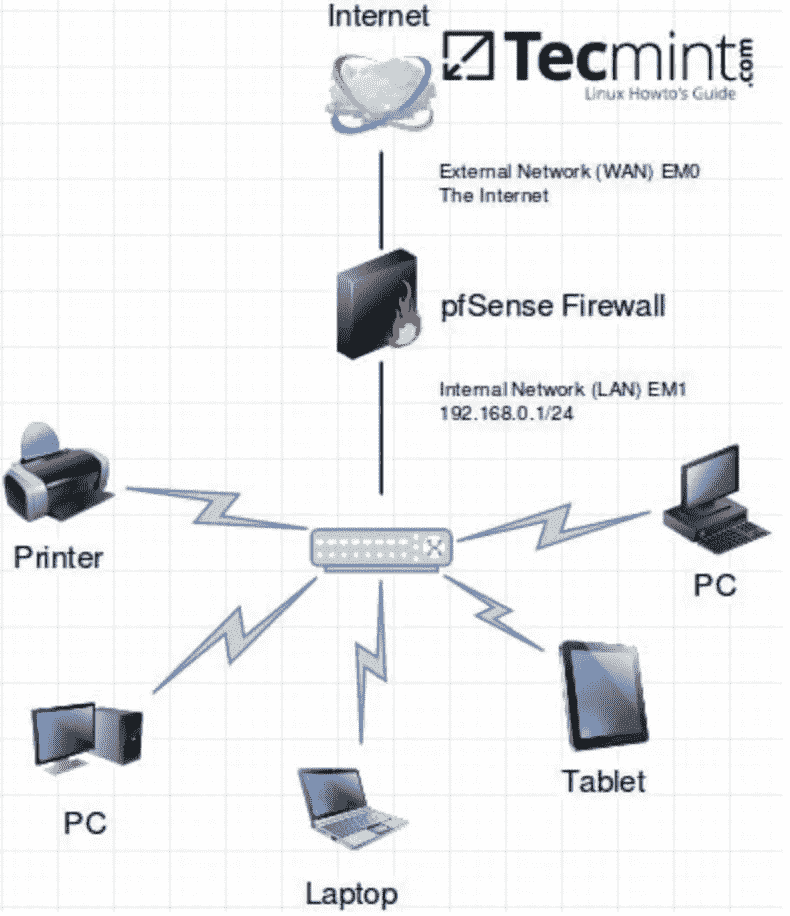 Internet
Tecmint.com
Linux Howto's Guide
External Network (WAN) EM0
The Internet
pfSense Firewall
Internal Network (LAN) EM1
192.168.0.1/24
Printer
PC
Tablet
PC
Laptop